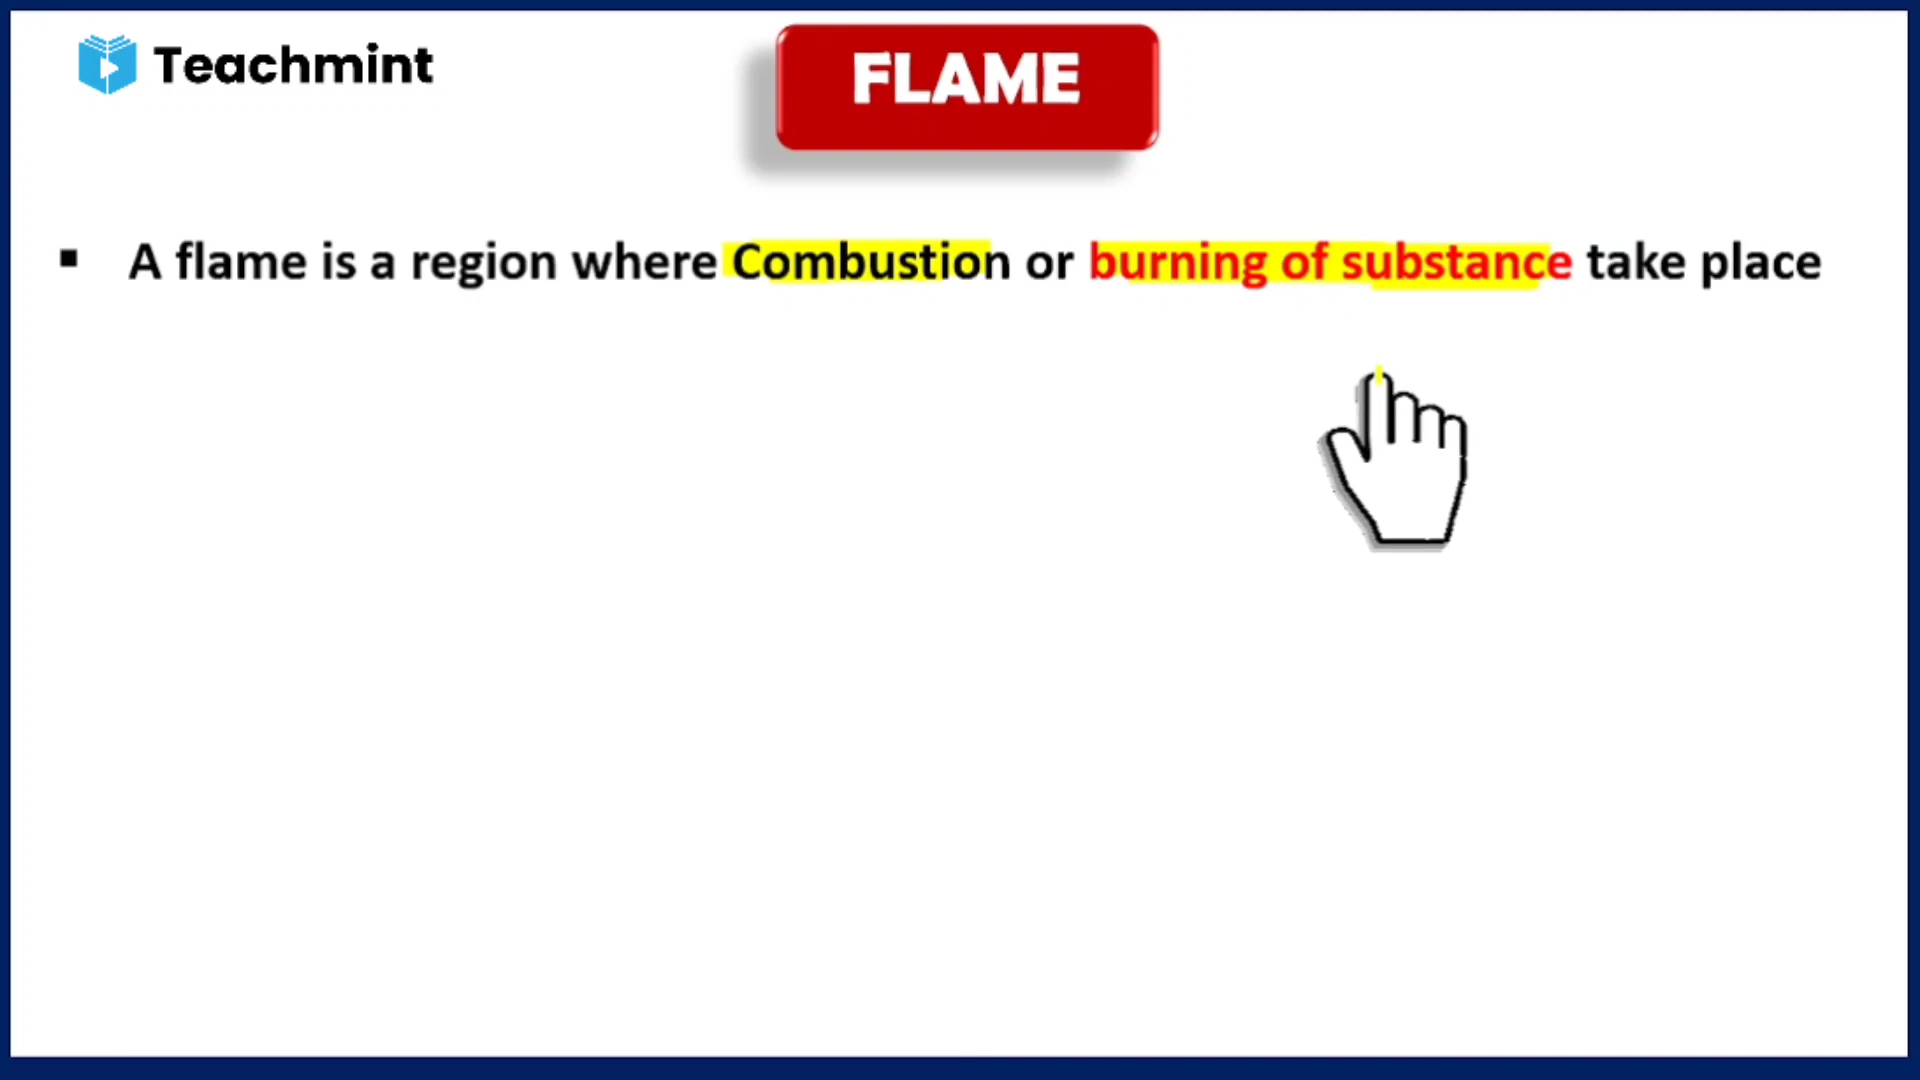 Teachmint
FLAME
▪ A flame is a region where Combustion or burning of substance take place